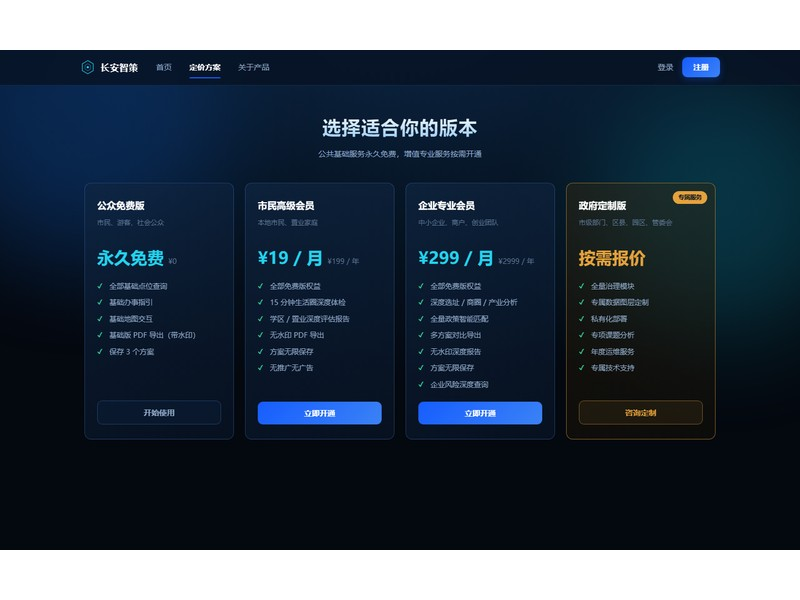 长安智策
首页
定价方案
关于产品
登录
注册
选择适合你的版本
公共基础服务永久免费，增值专业服务按需开通
公众免费版
市民、游客、社会公众
永久免费 ¥0
✓ 全部基础点位查询
✓ 基础办事指引
✓ 基础地图交互
✓ 基础版 PDF 导出（带水印）
✓ 保存 3 个方案
开始使用
市民高级会员
本地市民、置业家庭
¥19 / 月 ¥199 / 年
✓ 全部免费版权益
✓ 15 分钟生活圈深度体检
✓ 学区 / 置业深度评估报告
✓ 无水印 PDF 导出
✓ 方案无限保存
✓ 无推广无广告
立即开通
企业专业会员
中小企业、商户、创业团队
¥299 / 月 ¥2999 / 年
✓ 全部免费版权益
✓ 深度选址 / 商圈 / 产业分析
✓ 全量政策智能匹配
✓ 多方案对比导出
✓ 无水印深度报告
✓ 方案无限保存
✓ 企业风险深度查询
立即开通
专属服务
政府定制版
市级部门、区县、园区、管委会
按需报价
✓ 全量治理模块
✓ 专属数据图层定制
✓ 私有化部署
✓ 专项课题分析
✓ 年度运维服务
✓ 专属技术支持
咨询定制